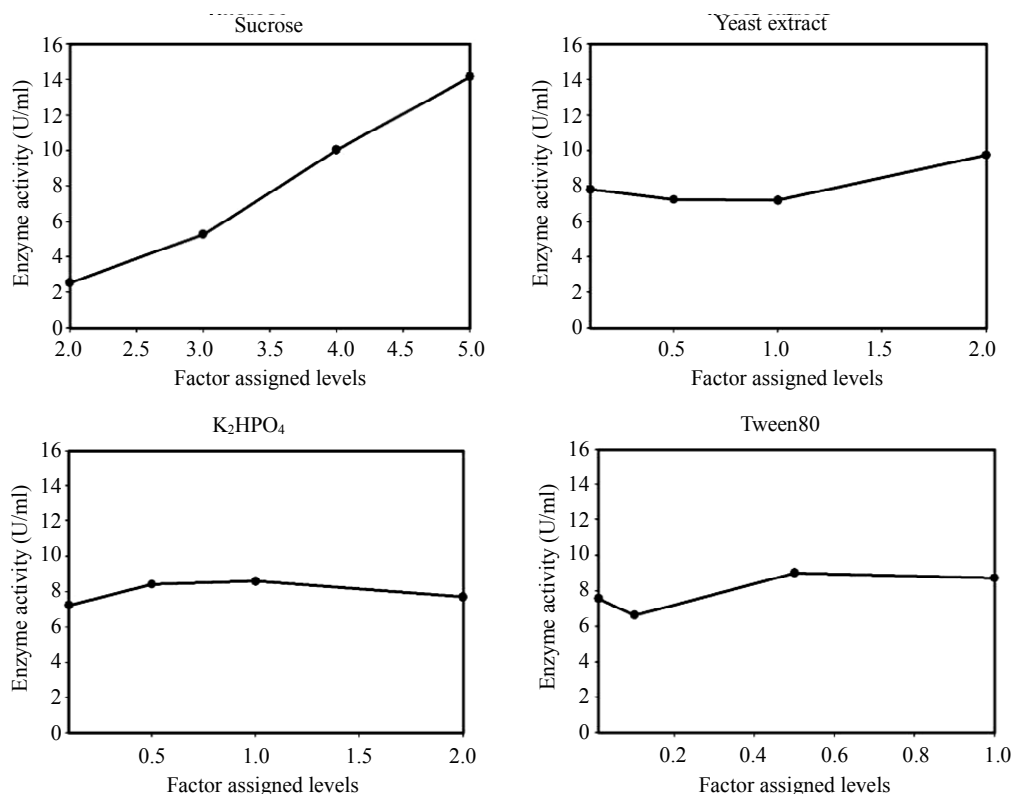 Sucrose
Enzyme activity (U/ml)
16
14
12
10
8
6
4
2
0
2.0 2.5 3.0 3.5 4.0 4.5 5.0
Factor assigned levels
Yeast extract
Enzyme activity (U/ml)
16
14
12
10
8
6
4
2
0
0.5 1.0 1.5 2.0
Factor assigned levels
K₂HPO₄
Enzyme activity (U/ml)
16
14
12
10
8
6
4
2
0
0.5 1.0 1.5 2.0
Factor assigned levels
Tween80
Enzyme activity (U/ml)
16
14
12
10
8
6
4
2
0
0.2 0.4 0.6 0.8 1.0
Factor assigned levels